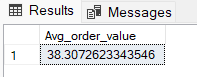 Results Messages
Avg_order_value
1 38.3072623343546